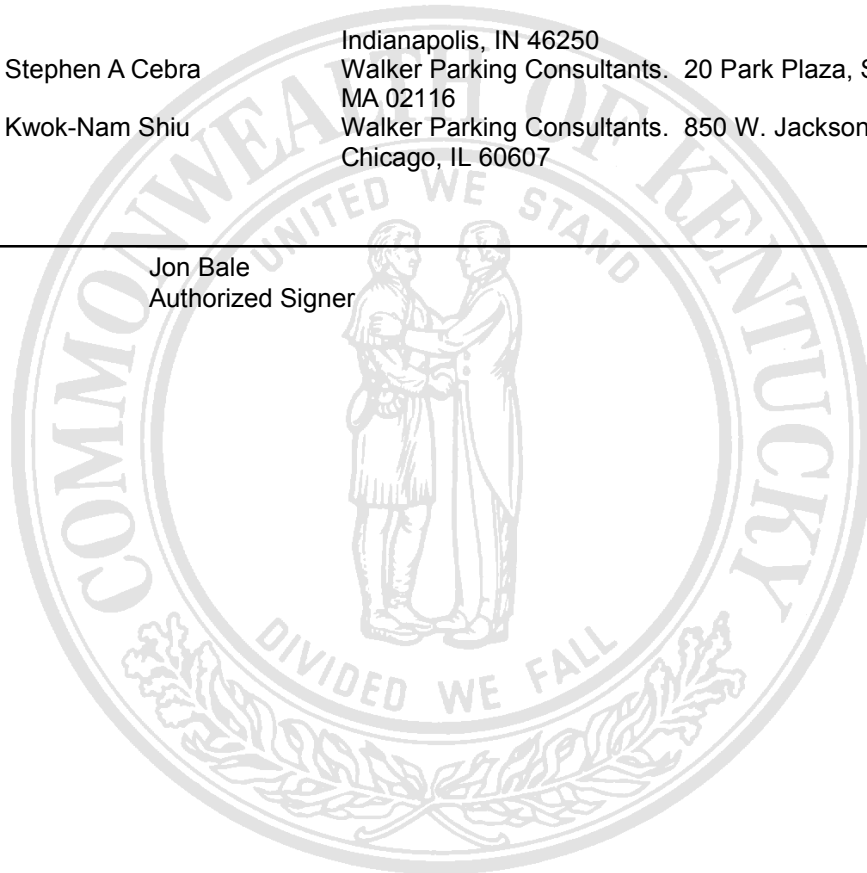 Indianapolis, IN 46250
Stephen A Cebra Walker Parking Consultants. 20 Park Plaza, S
MA 02116
Kwok-Nam Shiu Walker Parking Consultants. 850 W. Jackson
Chicago, IL 60607
Jon Bale
Authorized Signer
COMMONWEALTH OF KENTUCKY
UNITED WE STAND
DIVIDED WE FALL